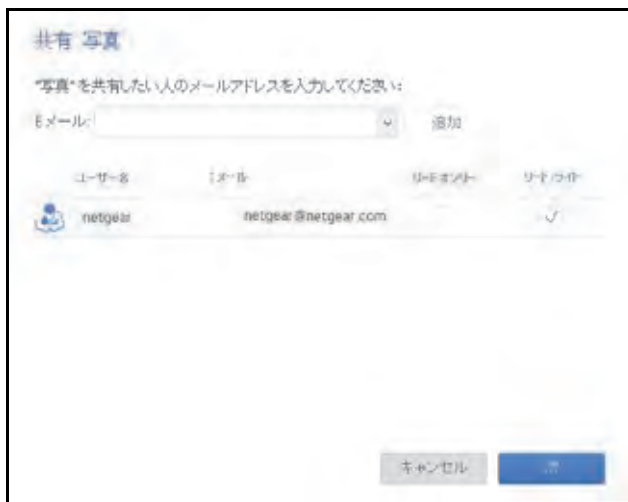 共有 写真
"写真"を共有したい人のメールアドレスを入力してください:
Eメール: 追加
ユーザー名 Eメール リードオンリー リード/ライト
netgear netgear@netgear.com ✓
キャンセル